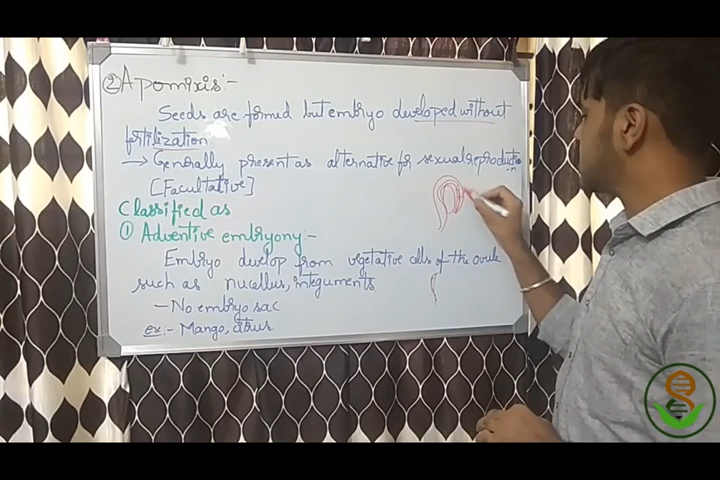 ② Apomixis:-
Seeds are formed but embryo developed without
fertilization.
→ Generally present as alternative for sexual reproduction
[Facultative]
Classified as
① Adventive embryony:-
Embryo develop from vegetative cells of the ovule
such as nucellus, integuments
- No embryo sac
ex.- Mango, citrus.